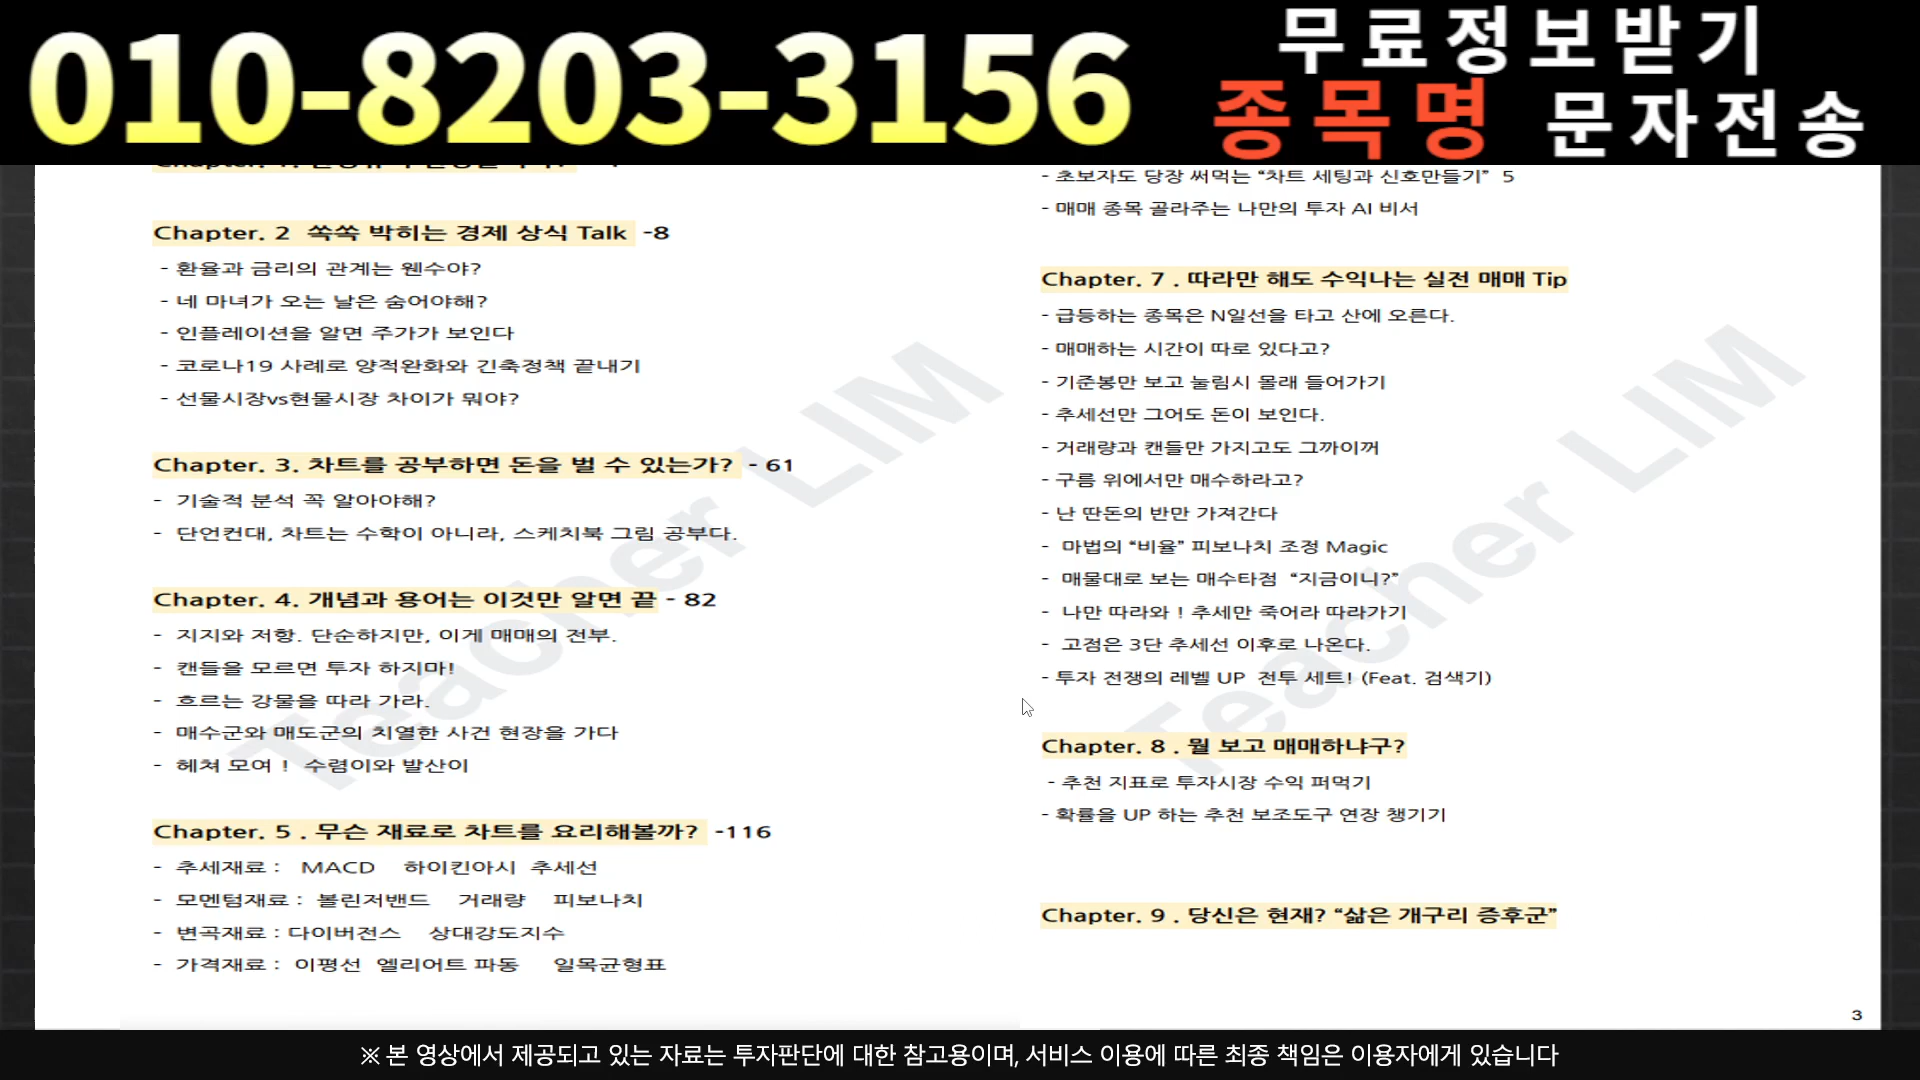 010-8203-3156
무료정보받기
종목명 문자전송
Chapter. 2 쏙쏙 박히는 경제 상식 Talk -8
- 환율과 금리의 관계는 웬수야?
- 네 마녀가 오는 날은 숨어야해?
- 인플레이션을 알면 주가가 보인다
- 코로나19 사례로 양적완화와 긴축정책 끝내기
- 선물시장vs현물시장 차이가 뭐야?
Chapter. 3. 차트를 공부하면 돈을 벌 수 있는가? - 61
- 기술적 분석 꼭 알아야해?
- 단언컨대, 차트는 수학이 아니라, 스케치북 그림 공부다.
Chapter. 4. 개념과 용어는 이것만 알면 끝 - 82
- 지지와 저항. 단순하지만, 이게 매매의 전부.
- 캔들을 모르면 투자 하지마!
- 흐르는 강물을 따라 가라.
- 매수군와 매도군의 치열한 사건 현장을 가다
- 헤쳐 모여 ! 수렴이와 발산이
Chapter. 5 . 무슨 재료로 차트를 요리해볼까? -116
- 추세재료 : MACD 하이킨아시 추세선
- 모멘텀재료 : 볼린저밴드 거래량 피보나치
- 변곡재료 : 다이버전스 상대강도지수
- 가격재료 : 이평선 엘리어트 파동 일목균형표
- 초보자도 당장 써먹는 “차트 세팅과 신호만들기” 5
- 매매 종목 골라주는 나만의 투자 AI 비서
Chapter. 7 . 따라만 해도 수익나는 실전 매매 Tip
- 급등하는 종목은 N일선을 타고 산에 오른다.
- 매매하는 시간이 따로 있다고?
- 기준봉만 보고 눌림시 몰래 들어가기
- 추세선만 그어도 돈이 보인다.
- 거래량과 캔들만 가지고도 그까이꺼
- 구름 위에서만 매수하라고?
- 난 딴돈의 반만 가져간다
- 마법의 “비율” 피보나치 조정 Magic
- 매물대로 보는 매수타점 “지금이니?”
- 나만 따라와 ! 추세만 죽어라 따라가기
- 고점은 3단 추세선 이후로 나온다.
- 투자 전쟁의 레벨 UP 전투 세트! (Feat. 검색기)
Chapter. 8 . 뭘 보고 매매하냐구?
- 추천 지표로 투자시장 수익 퍼먹기
- 확률을 UP 하는 추천 보조도구 연장 챙기기
Chapter. 9 . 당신은 현재? “삶은 개구리 증후군”
Teacher LIM
Teacher LIM
3
※ 본 영상에서 제공되고 있는 자료는 투자판단에 대한 참고용이며, 서비스 이용에 따른 최종 책임은 이용자에게 있습니다